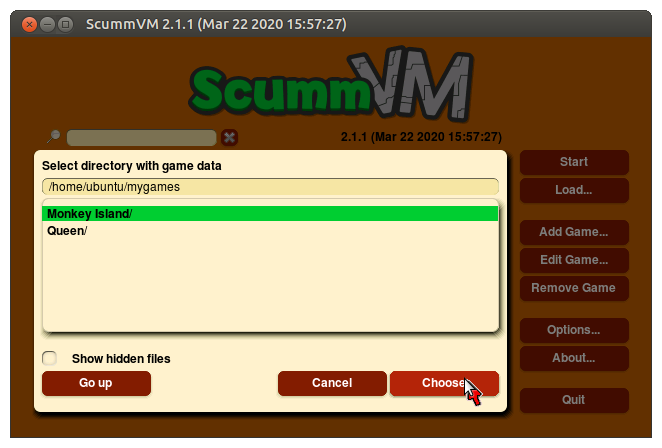 ScummVM 2.1.1 (Mar 22 2020 15:57:27)
ScummVM
2.1.1 (Mar 22 2020 15:57:27)
Select directory with game data
/home/ubuntu/mygames
Monkey Island/
Queen/
Show hidden files
Go up
Cancel
Choose
Start
Load...
Add Game...
Edit Game...
Remove Game
Options...
About...
Quit